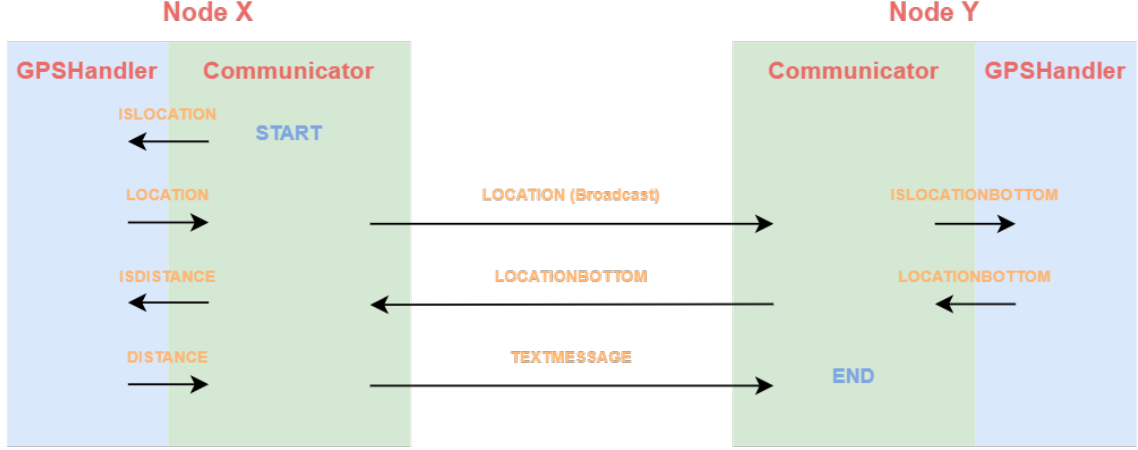 Node X
Node Y
GPSHandler
Communicator
Communicator
GPSHandler
ISLOCATION
START
LOCATION
LOCATION (Broadcast)
ISLOCATIONBOTTOM
ISDISTANCE
LOCATIONBOTTOM
LOCATIONBOTTOM
DISTANCE
TEXTMESSAGE
END